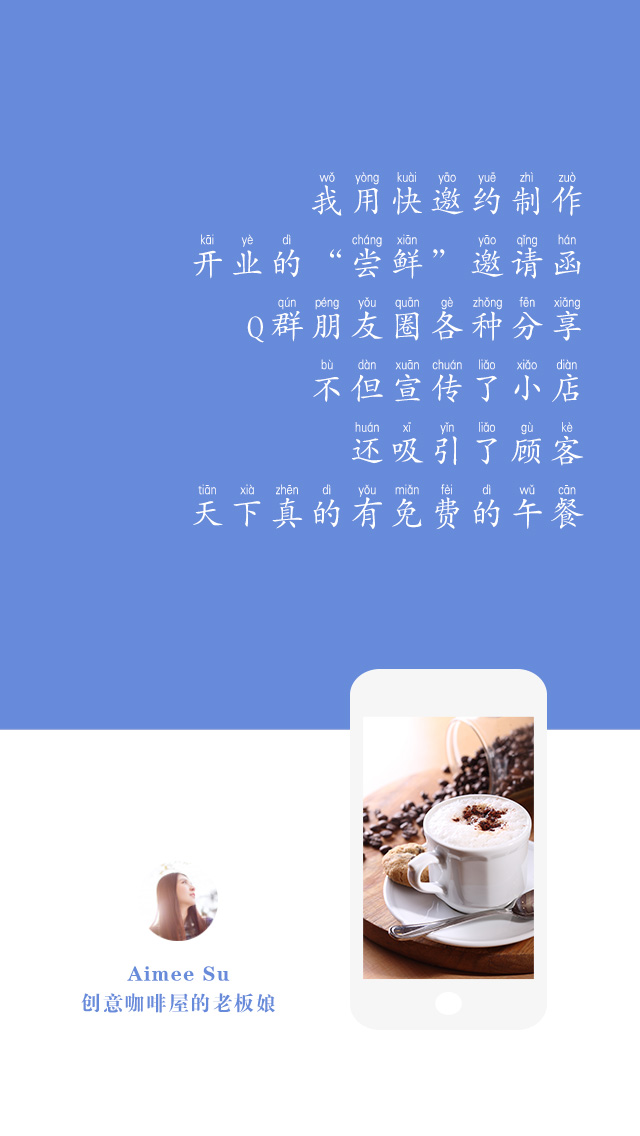 wǒ yòng kuài yāo yuē zhì zuò
我用快邀约制作
kāi yè dì cháng xiān yāo qǐng hán
开业的“尝鲜”邀请函
qún péng yǒu quān gè zhǒng fēn xiǎng
Q群朋友圈各种分享
bù dàn xuān chuán liǎo xiǎo diàn
不但宣传了小店
huán xī yǐn liǎo gù kè
还吸引了顾客
tiān xià zhēn dì yǒu miǎn fèi dì wǔ cān
天下真的有免费的午餐
Aimee Su
创意咖啡屋的老板娘